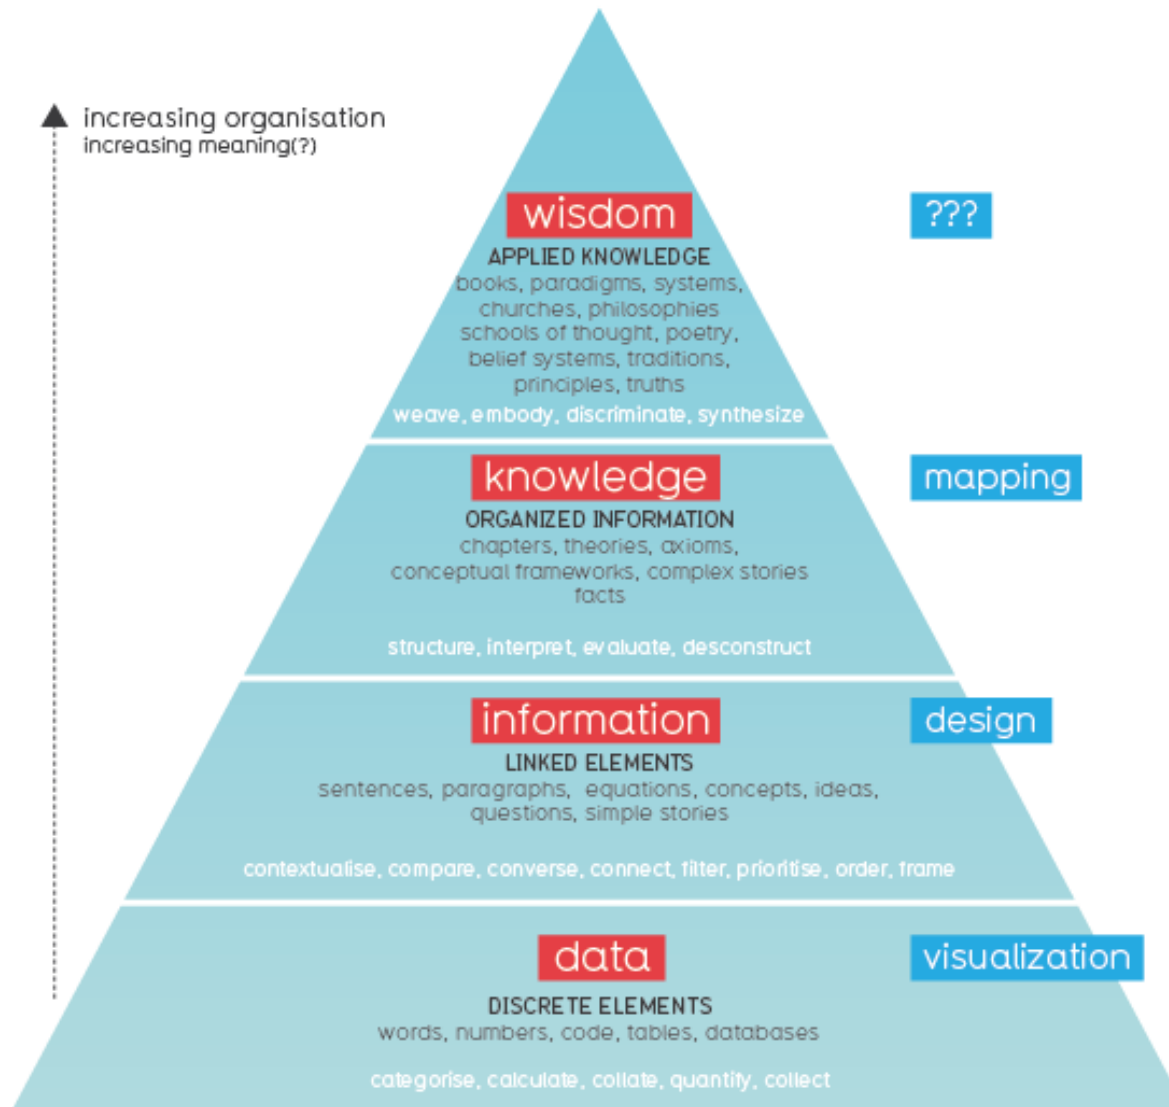 increasing organisation
increasing meaning(?)
wisdom
???
APPLIED KNOWLEDGE
books, paradigms, systems,
churches, philosophies
schools of thought, poetry,
belief systems, traditions,
principles, truths
weave, embody, discriminate, synthesize
knowledge
mapping
ORGANIZED INFORMATION
chapters, theories, axioms,
conceptual frameworks, complex stories
facts
structure, interpret, evaluate, desconstruct
information
design
LINKED ELEMENTS
sentences, paragraphs, equations, concepts, ideas,
questions, simple stories
contextualise, compare, converse, connect, filter, prioritise, order, frame
data
visualization
DISCRETE ELEMENTS
words, numbers, code, tables, databases
categorise, calculate, collate, quantify, collect